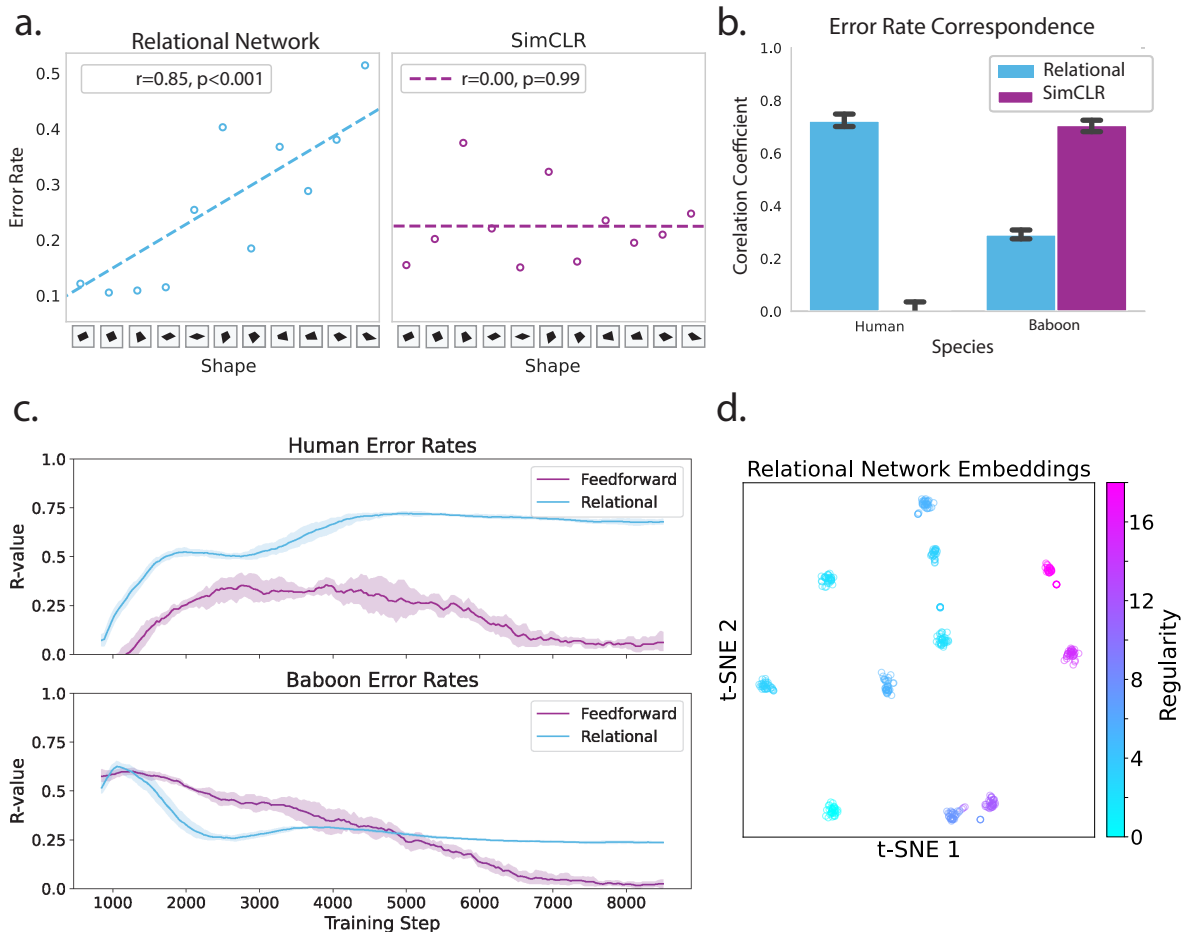 a.
Relational Network
r=0.85, p<0.001
Error Rate
0.5
0.4
0.3
0.2
0.1
Shape
SimCLR
r=0.00, p=0.99
Shape
b.
Error Rate Correspondence
Relational
SimCLR
Corelation Coefficient
1.0
0.8
0.6
0.4
0.2
0.0
Human
Baboon
Species
c.
Human Error Rates
Feedforward
Relational
R-value
1.0
0.75
0.5
0.25
0.0
Baboon Error Rates
Feedforward
Relational
R-value
1.0
0.75
0.5
0.25
0.0
1000 2000 3000 4000 5000 6000 7000 8000
Training Step
d.
Relational Network Embeddings
t-SNE 2
t-SNE 1
16
12
8
4
0
Regularity